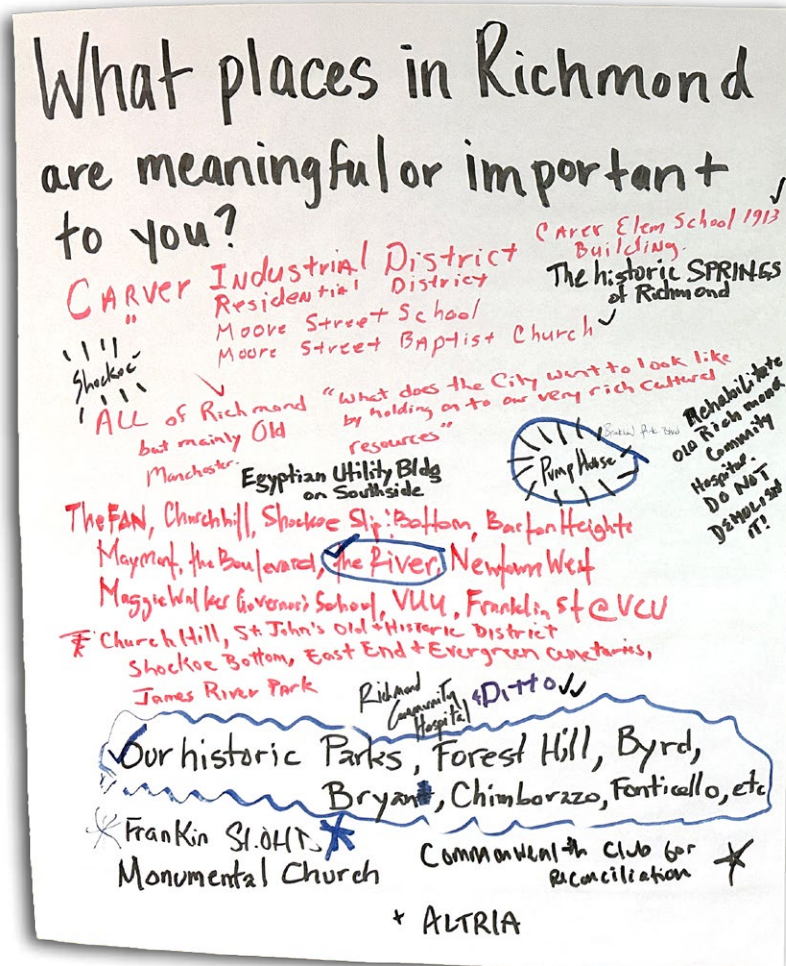 What places in Richmond
are meaningful or important
to you?
Carver Elem School 1913
Building.
CARVER Industrial District
" Residential District
Moore Street School
Moore Street Baptist Church
The historic SPRINGS
of Richmond
Shockoe
ALL of Richmond
but mainly Old
Manchester.
"What does the City want to look like
by holding on to our very rich cultural
resources"
Egyptian Utility Bldg
on Southside
Pump House
Rehabilitate
old Richmond
Community
Hospital.
DO NOT
DEMOLISH
IT!
The FAN, Churchhill, Shockoe Slip: Bottom, Barton Heights
Maymont, the Boulevard, the River, Newtown West
Maggie Walker Governor's School, VUU, Franklin St @ VCU
Church Hill, St. John's Old + Historic District
Shockoe Bottom, East End + Evergreen cemetaries,
James River Park
Richmond
Community
Hospital
Ditto
Our historic Parks, Forest Hill, Byrd,
Bryan, Chimborazo, Fonticello, etc
Frankin St. OHD
Monumental Church
Commonwealth Club for
Reconciliation
+ ALTRIA